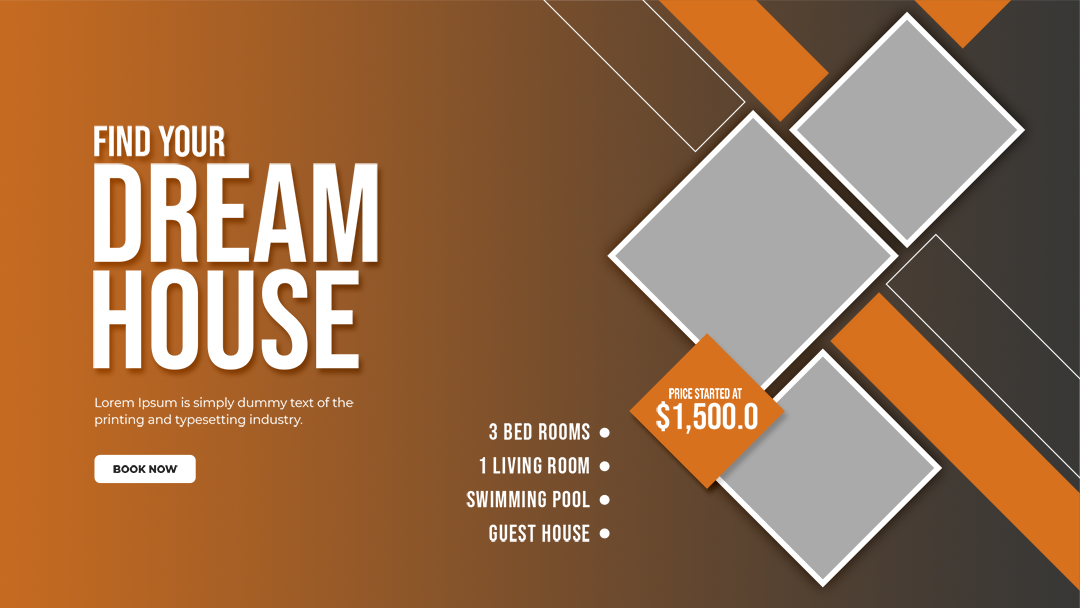 FIND YOUR
DREAM
HOUSE
Lorem Ipsum is simply dummy text of the
printing and typesetting industry.
BOOK NOW
3 BED ROOMS
1 LIVING ROOM
SWIMMING POOL
GUEST HOUSE
PRICE STARTED AT
$1,500.0